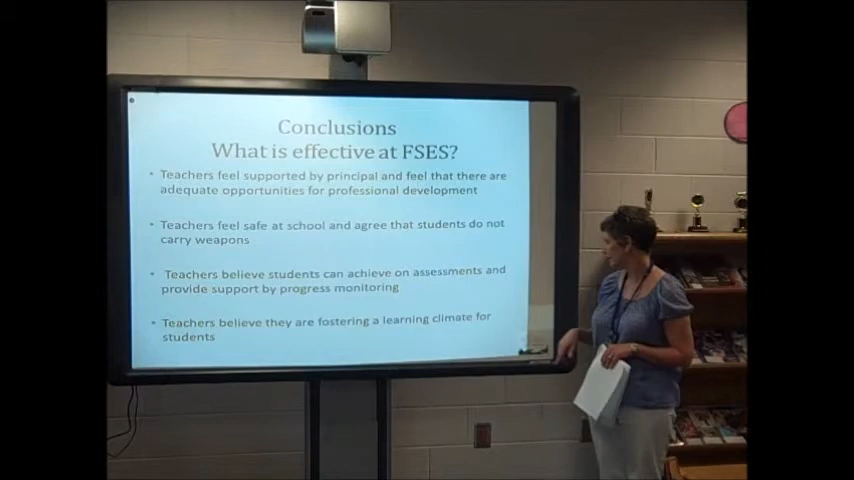 Conclusions
What is effective at FSES?
• Teachers feel supported by principal and feel that there are
adequate opportunities for professional development
• Teachers feel safe at school and agree that students do not
carry weapons
• Teachers believe students can achieve on assessments and
provide support by progress monitoring
• Teachers believe they are fostering a learning climate for
students